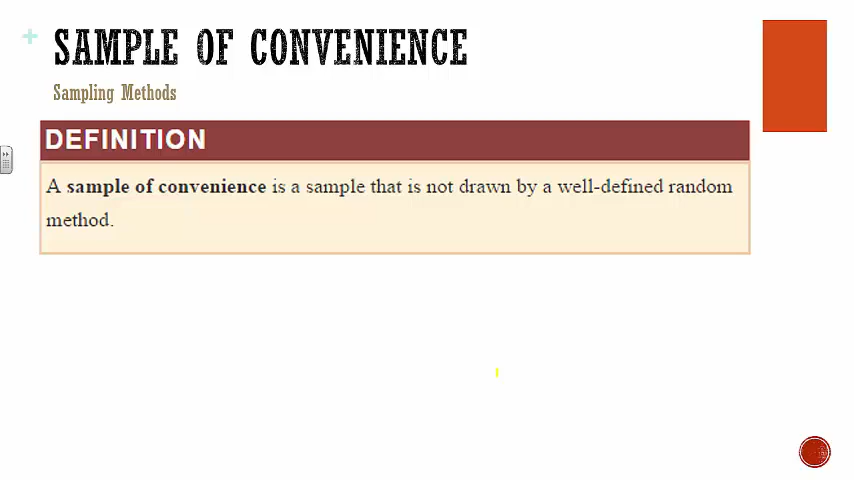 SAMPLE OF CONVENIENCE
Sampling Methods
DEFINITION
A sample of convenience is a sample that is not drawn by a well-defined random
method.